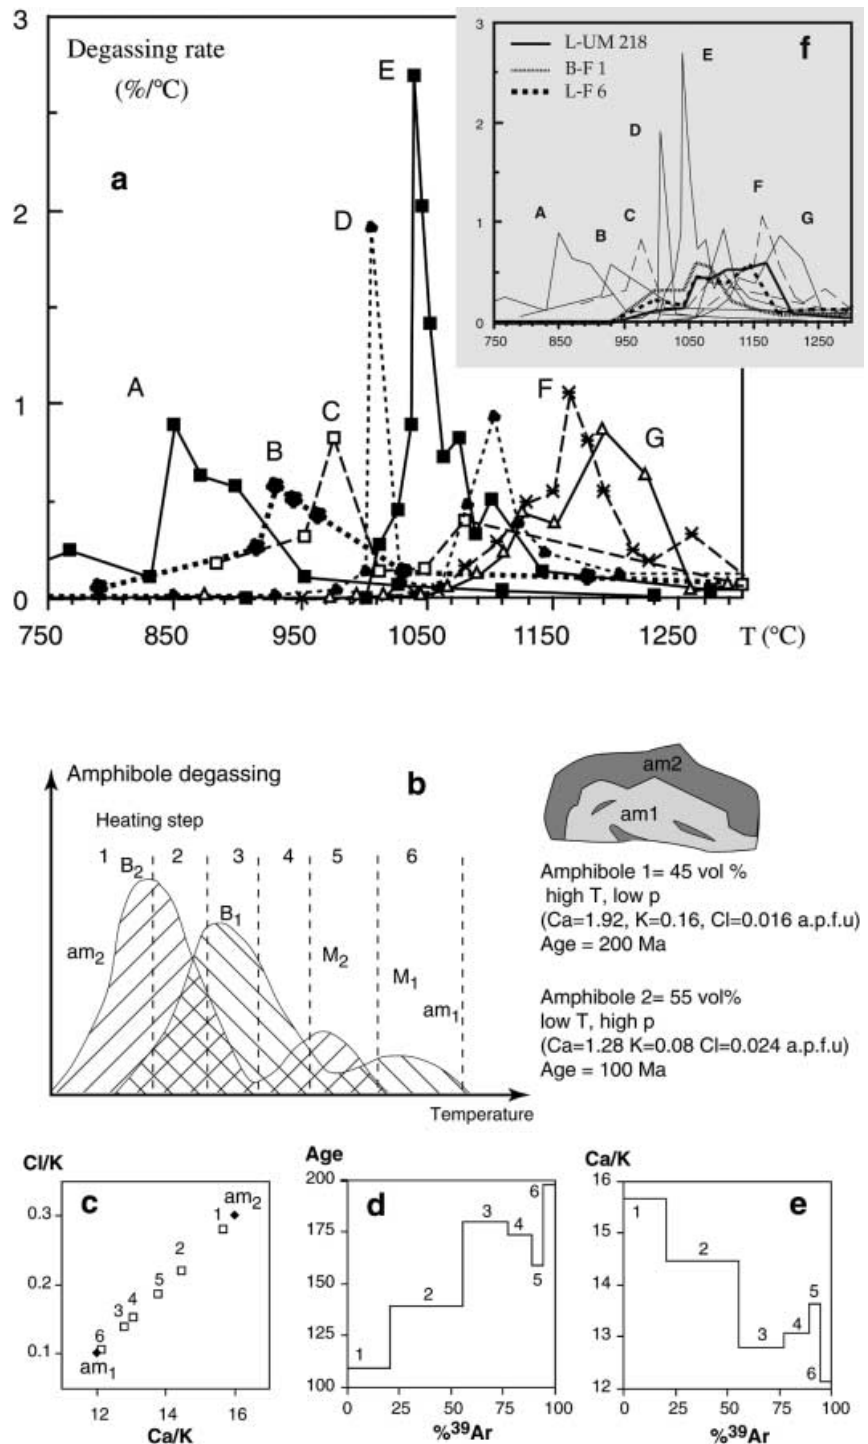 3
Degassing rate
(%/°C)
a
2
1
0
A
B
C
D
E
F
G
750
850
950
1050
1150
1250
T (°C)
3
2
1
0
L-UM 218
B-F 1
L-F 6
f
A
B
C
D
E
F
G
750
850
950
1050
1150
1250
Amphibole degassing
b
Heating step
1
2
3
4
5
6
B2
B1
M2
M1
am2
am1
Temperature
am2
am1
Amphibole 1= 45 vol %
high T, low p
(Ca=1.92, K=0.16, Cl=0.016 a.p.f.u)
Age = 200 Ma
Amphibole 2= 55 vol%
low T, high p
(Ca=1.28 K=0.08 Cl=0.024 a.p.f.u)
Age = 100 Ma
Cl/K
c
0.3
0.2
0.1
am2
1
2
5
4
3
6
am1
12
14
16
Ca/K
Age
d
200
175
150
125
100
1
2
3
4
5
6
0
25
50
75
100
%39Ar
Ca/K
e
16
15
14
13
12
1
2
3
4
5
6
0
25
50
75
100
%39Ar